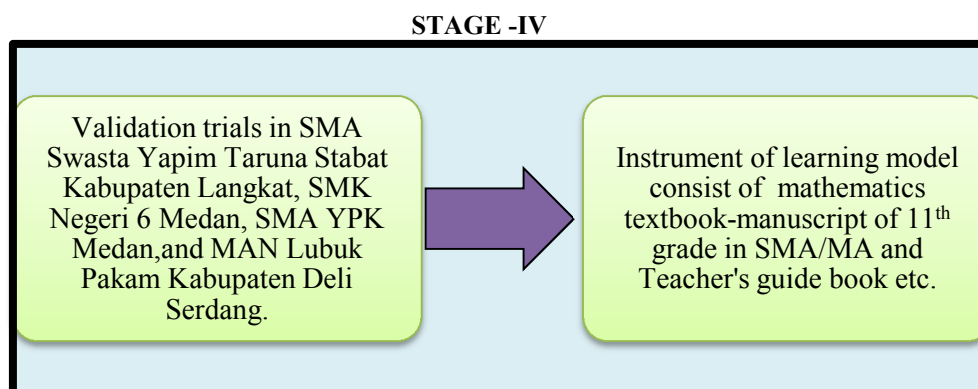 STAGE -IV
Validation trials in SMA
Swasta Yapim Taruna Stabat
Kabupaten Langkat, SMK
Negeri 6 Medan, SMA YPK
Medan,and MAN Lubuk
Pakam Kabupaten Deli
Serdang.
Instrument of learning model
consist of mathematics
textbook-manuscript of 11th
grade in SMA/MA and
Teacher's guide book etc.